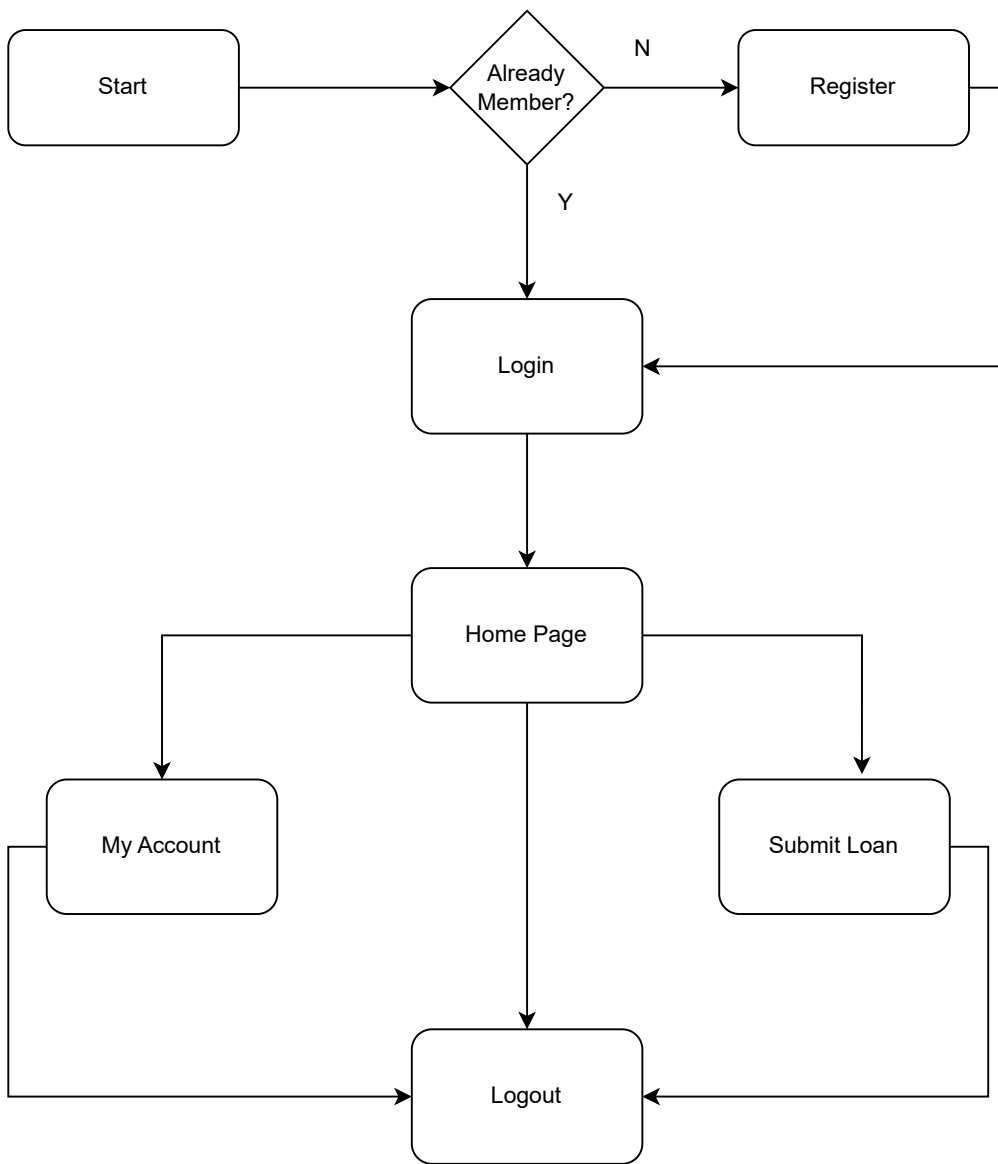 Start
Already
Member?
N
Register
Y
Login
Home Page
My Account
Submit Loan
Logout